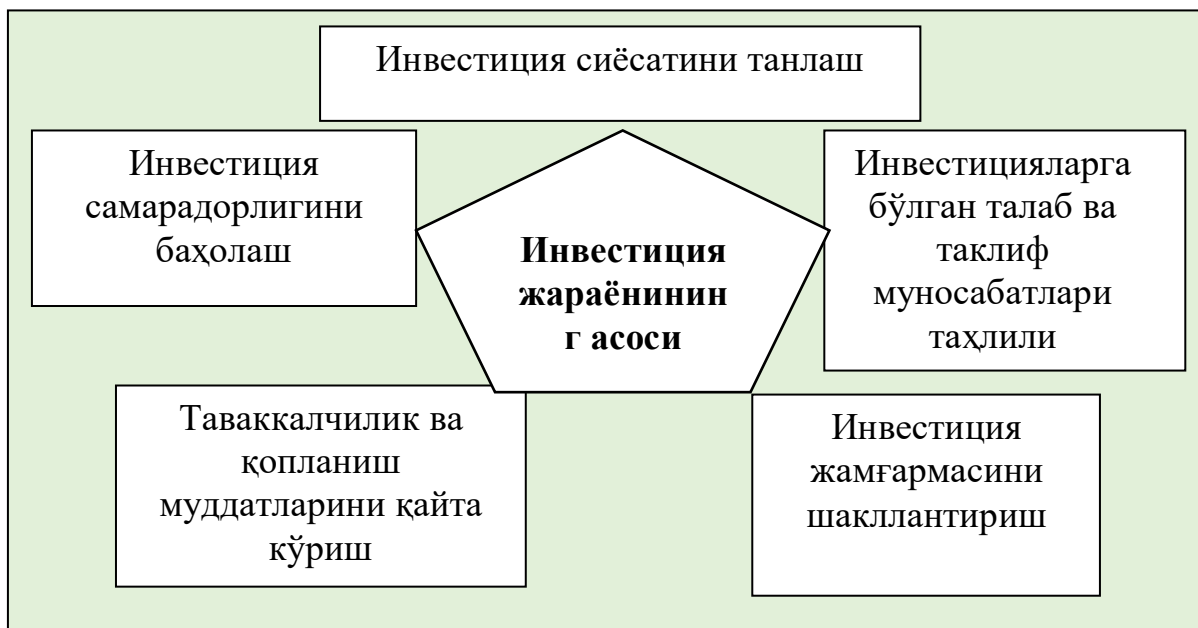 Инвестиция сиёсатини танлаш
Инвестиция
самарадорлигини
баҳолаш
Инвестиция
жараёнинин
г асоси
Инвестицияларга
бўлган талаб ва
таклиф
муносабатлари
таҳлили
Таваккалчилик ва
қопланиш
муддатларини қайта
кўриш
Инвестиция
жамғармасини
шакллантириш